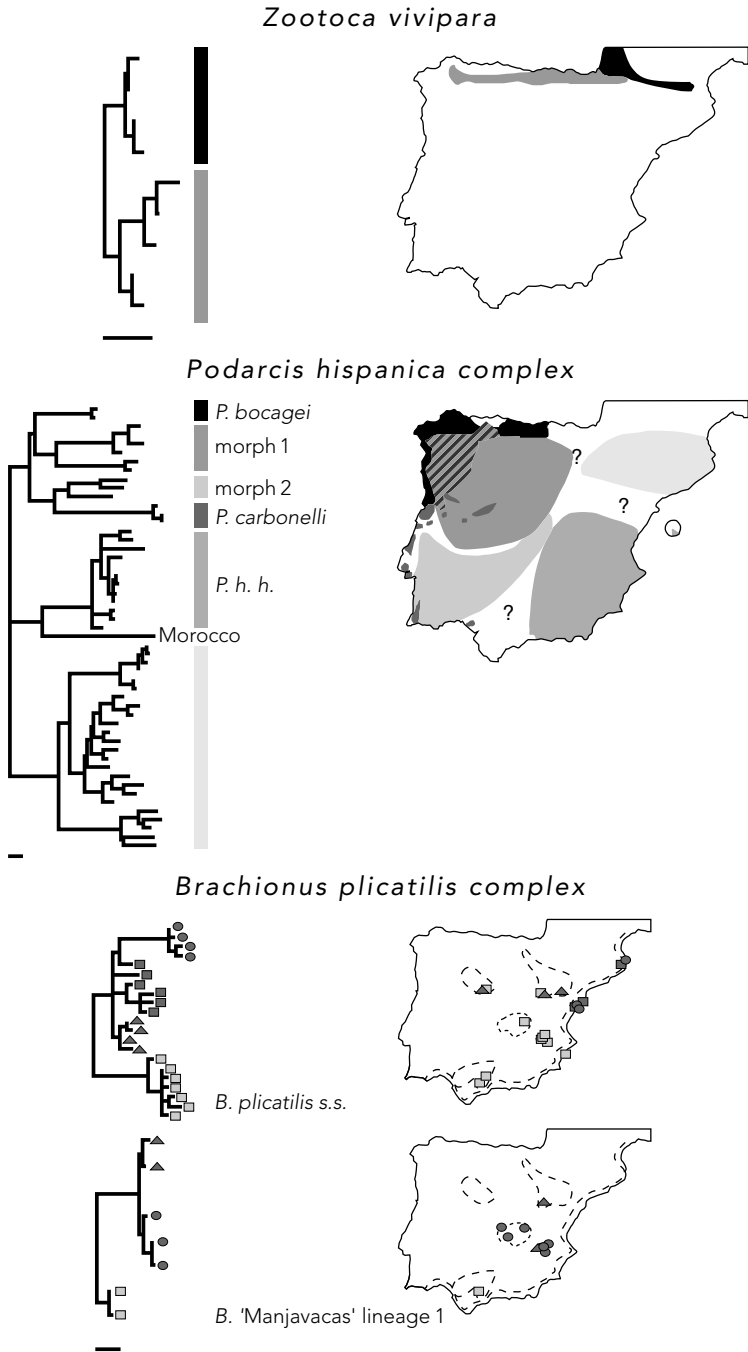 Zootoca vivipara
Podarcis hispanica complex
P. bocagei
morph 1
morph 2
P. carbonelli
P. h. h.
Morocco
?
?
?
Brachionus plicatilis complex
B. plicatilis s.s.
B. 'Manjavacas' lineage 1